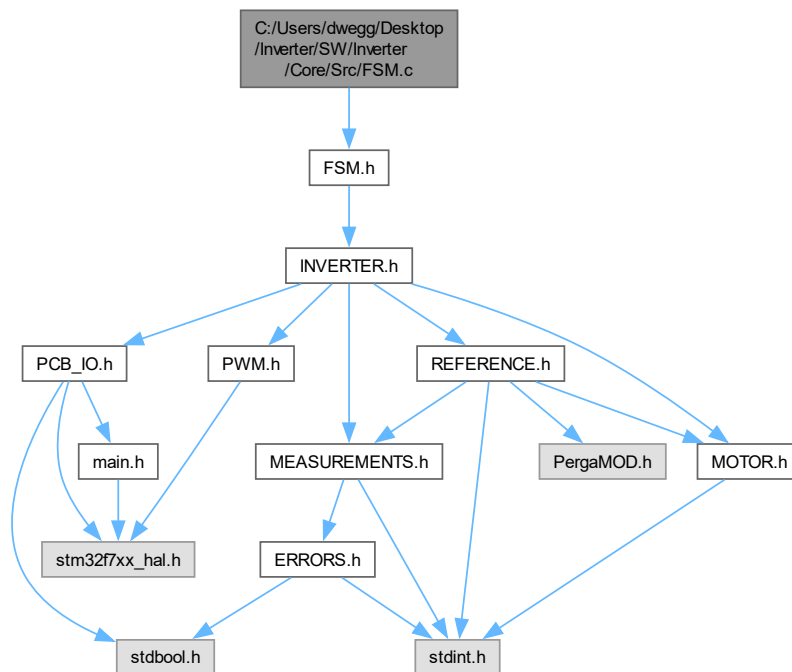 C:/Users/dwegg/Desktop
/Inverter/SW/Inverter
/Core/Src/FSM.c
FSM.h
INVERTER.h
PCB_IO.h
PWM.h
REFERENCE.h
main.h
MEASUREMENTS.h
PergaMOD.h
MOTOR.h
stm32f7xx_hal.h
ERRORS.h
stdbool.h
stdint.h